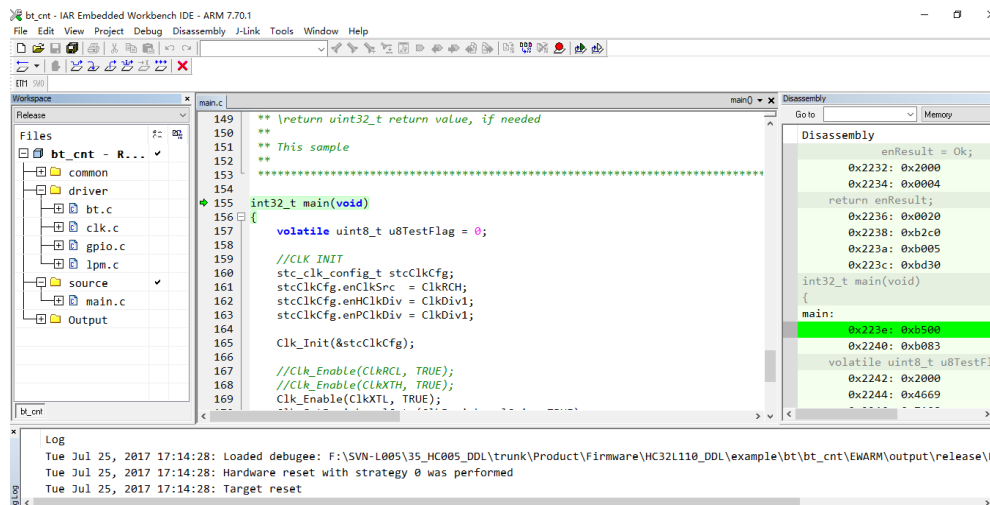 bt_cnt - IAR Embedded Workbench IDE - ARM 7.70.1
File Edit View Project Debug Disassembly J-Link Tools Window Help
ETM SWO
Workspace
Release
Files
bt_cnt - R...
common
driver
bt.c
clk.c
gpio.c
lpm.c
source
main.c
Output
bt_cnt
main.c
main()
149 ** \return uint32_t return value, if needed
150 **
151 ** This sample
152 **
153 ******************************************************************************
154
155 int32_t main(void)
156 {
157 volatile uint8_t u8TestFlag = 0;
158
159 //CLK INIT
160 stc_clk_config_t stcClkCfg;
161 stcClkCfg.enClkSrc = ClkRCH;
162 stcClkCfg.enHClkDiv = ClkDiv1;
163 stcClkCfg.enPClkDiv = ClkDiv1;
164
165 Clk_Init(&stcClkCfg);
166
167 //Clk_Enable(ClkRCL, TRUE);
168 //Clk_Enable(ClkXTH, TRUE);
169 Clk_Enable(ClkXTL, TRUE);
Disassembly
Go to Memory
Disassembly
enResult = Ok;
0x2232: 0x2000
0x2234: 0x0004
return enResult;
0x2236: 0x0020
0x2238: 0xb2c0
0x223a: 0xb005
0x223c: 0xbd30
int32_t main(void)
{
main:
0x223e: 0xb500
0x2240: 0xb083
volatile uint8_t u8TestFl
0x2242: 0x2000
0x2244: 0x4669
Log
Tue Jul 25, 2017 17:14:28: Loaded debugee: F:\SVN-L005\35_HC005_DDL\trunk\Product\Firmware\HC32L110_DDL\example\bt\bt_cnt\EWARM\output\release\
Tue Jul 25, 2017 17:14:28: Hardware reset with strategy 0 was performed
Tue Jul 25, 2017 17:14:28: Target reset